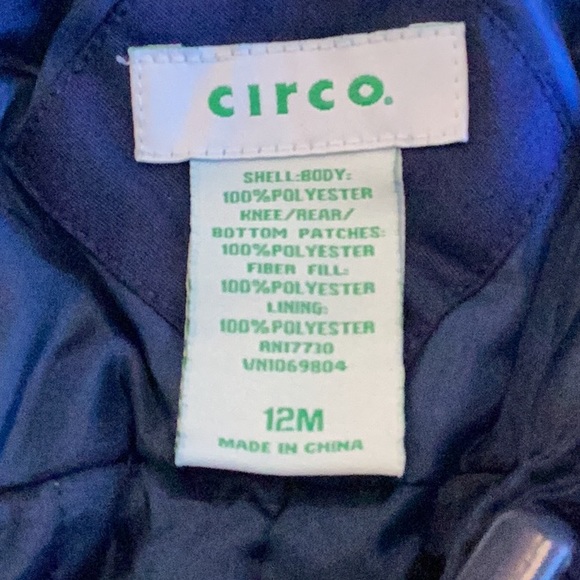 circo.
SHELL:BODY:
100%POLYESTER
KNEE/REAR/
BOTTOM PATCHES:
100%POLYESTER
FIBER FILL:
100%POLYESTER
LINING:
100%POLYESTER
RN17730
VN1069804
12M
MADE IN CHINA